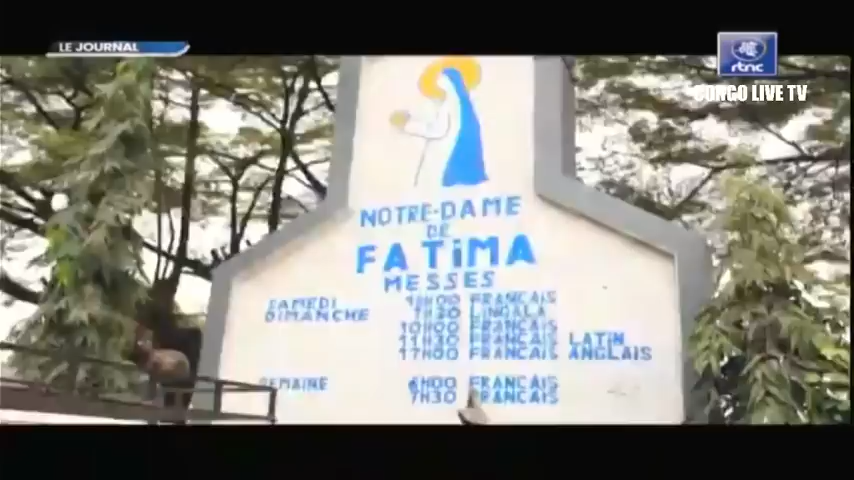 LE JOURNAL
rtnc
CONGO LIVE TV
NOTRE-DAME
DE
FATIMA
MESSES
SAMEDI 18H00 FRANCAIS
DIMANCHE 7H30 LINGALA
10H00 FRANCAIS
11H30 FRANCAIS LATIN
17H00 FRANCAIS ANGLAIS
SEMAINE 6H00 FRANCAIS
7H30 FRANCAIS